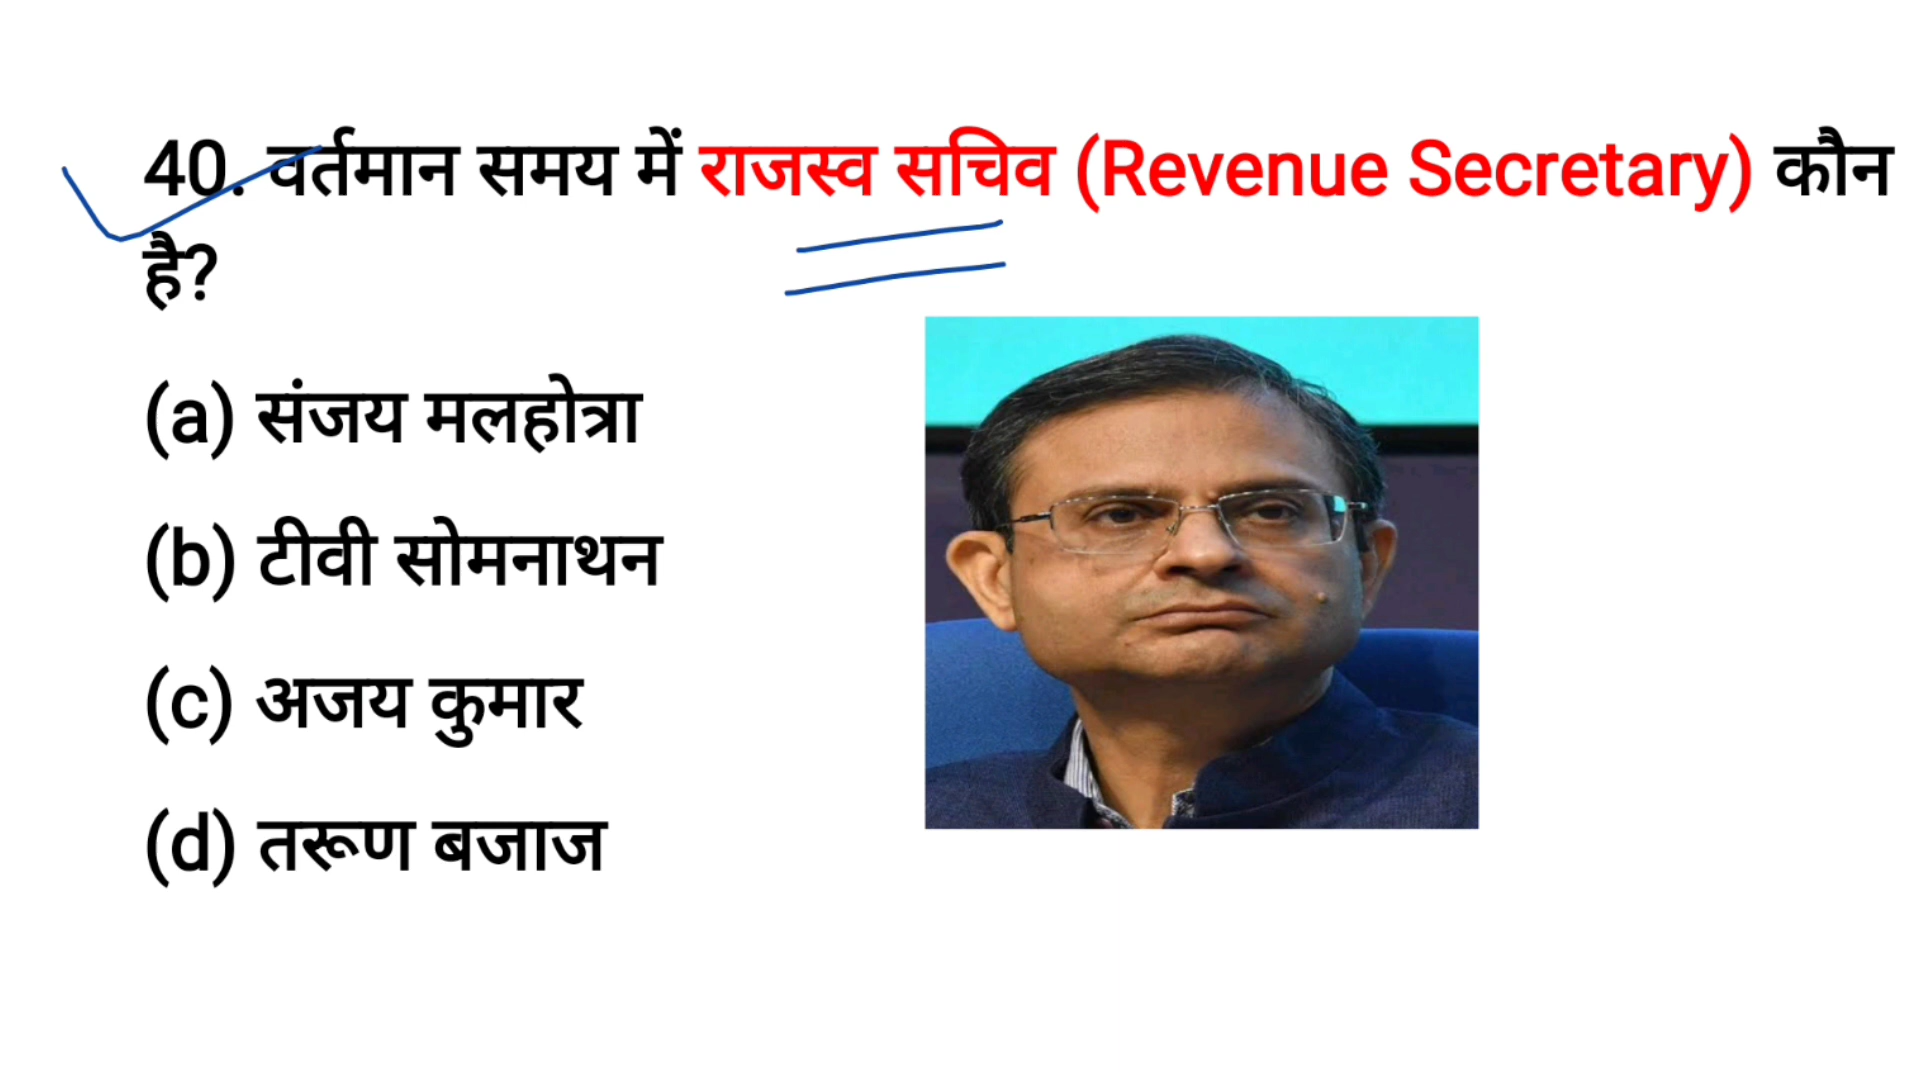 40. वर्तमान समय में राजस्व सचिव (Revenue Secretary) कौन
है?
(a) संजय मलहोत्रा
(b) टीवी सोमनाथन
(c) अजय कुमार
(d) तरूण बजाज